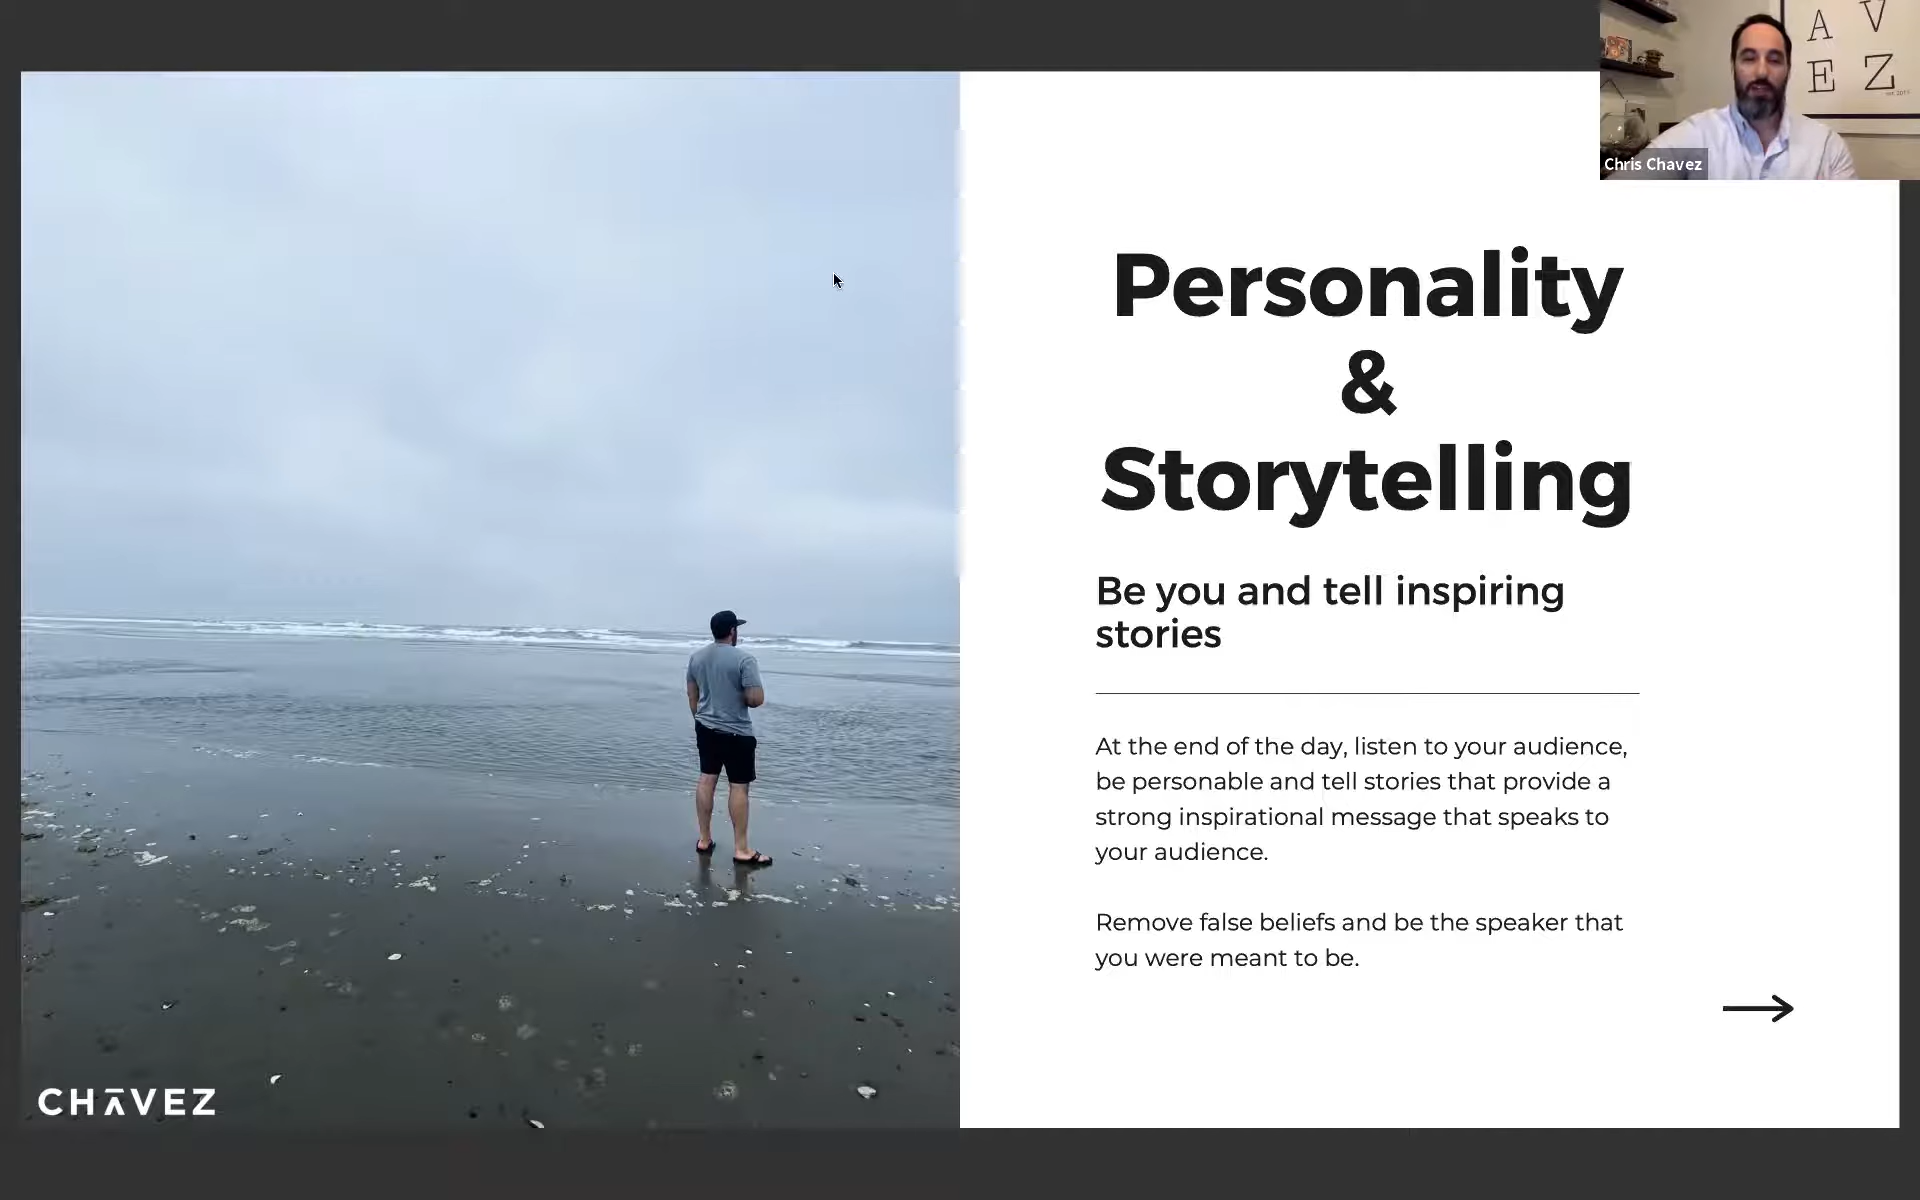 A V
E Z
Chris Chavez
Personality
&
Storytelling
Be you and tell inspiring
stories
At the end of the day, listen to your audience,
be personable and tell stories that provide a
strong inspirational message that speaks to
your audience.
Remove false beliefs and be the speaker that
you were meant to be.
CHĀVEZ